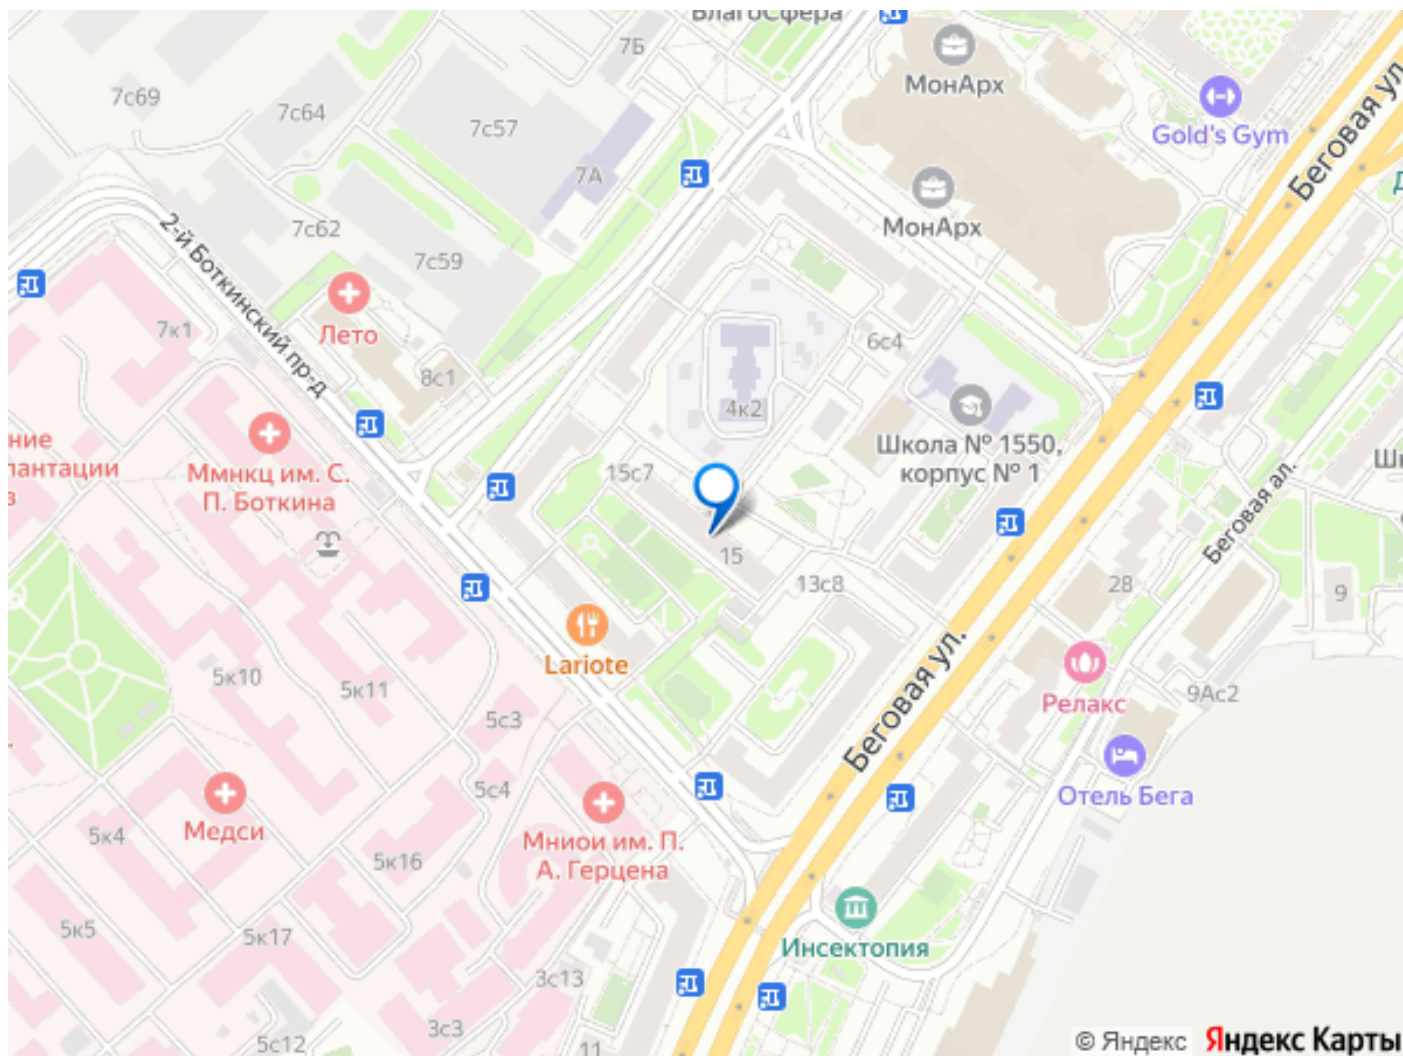 БлагоСфера
7Б
МонАрх
7с69
7с64
7с57
Gold's Gym
Беговая ул.
7А
МонАрх
2-й Боткинский пр-д
7с62
7с59
Лето
7к1
8с1
6с4
4к2
Школа № 1550,
корпус № 1
ние
плантации
Ммнкц им. С.
П. Боткина
15с7
Беговая ал.
15
13с8
28
9
Lariote
Беговая ул.
5к10
5к11
5с3
Релакс
9Ас2
5с4
Отель Бега
Медси
5к4
5к16
Мниои им. П.
А. Герцена
5к5
5к17
Инсектопия
3с13
3с3
5с12
11
© Яндекс
Яндекс Карты